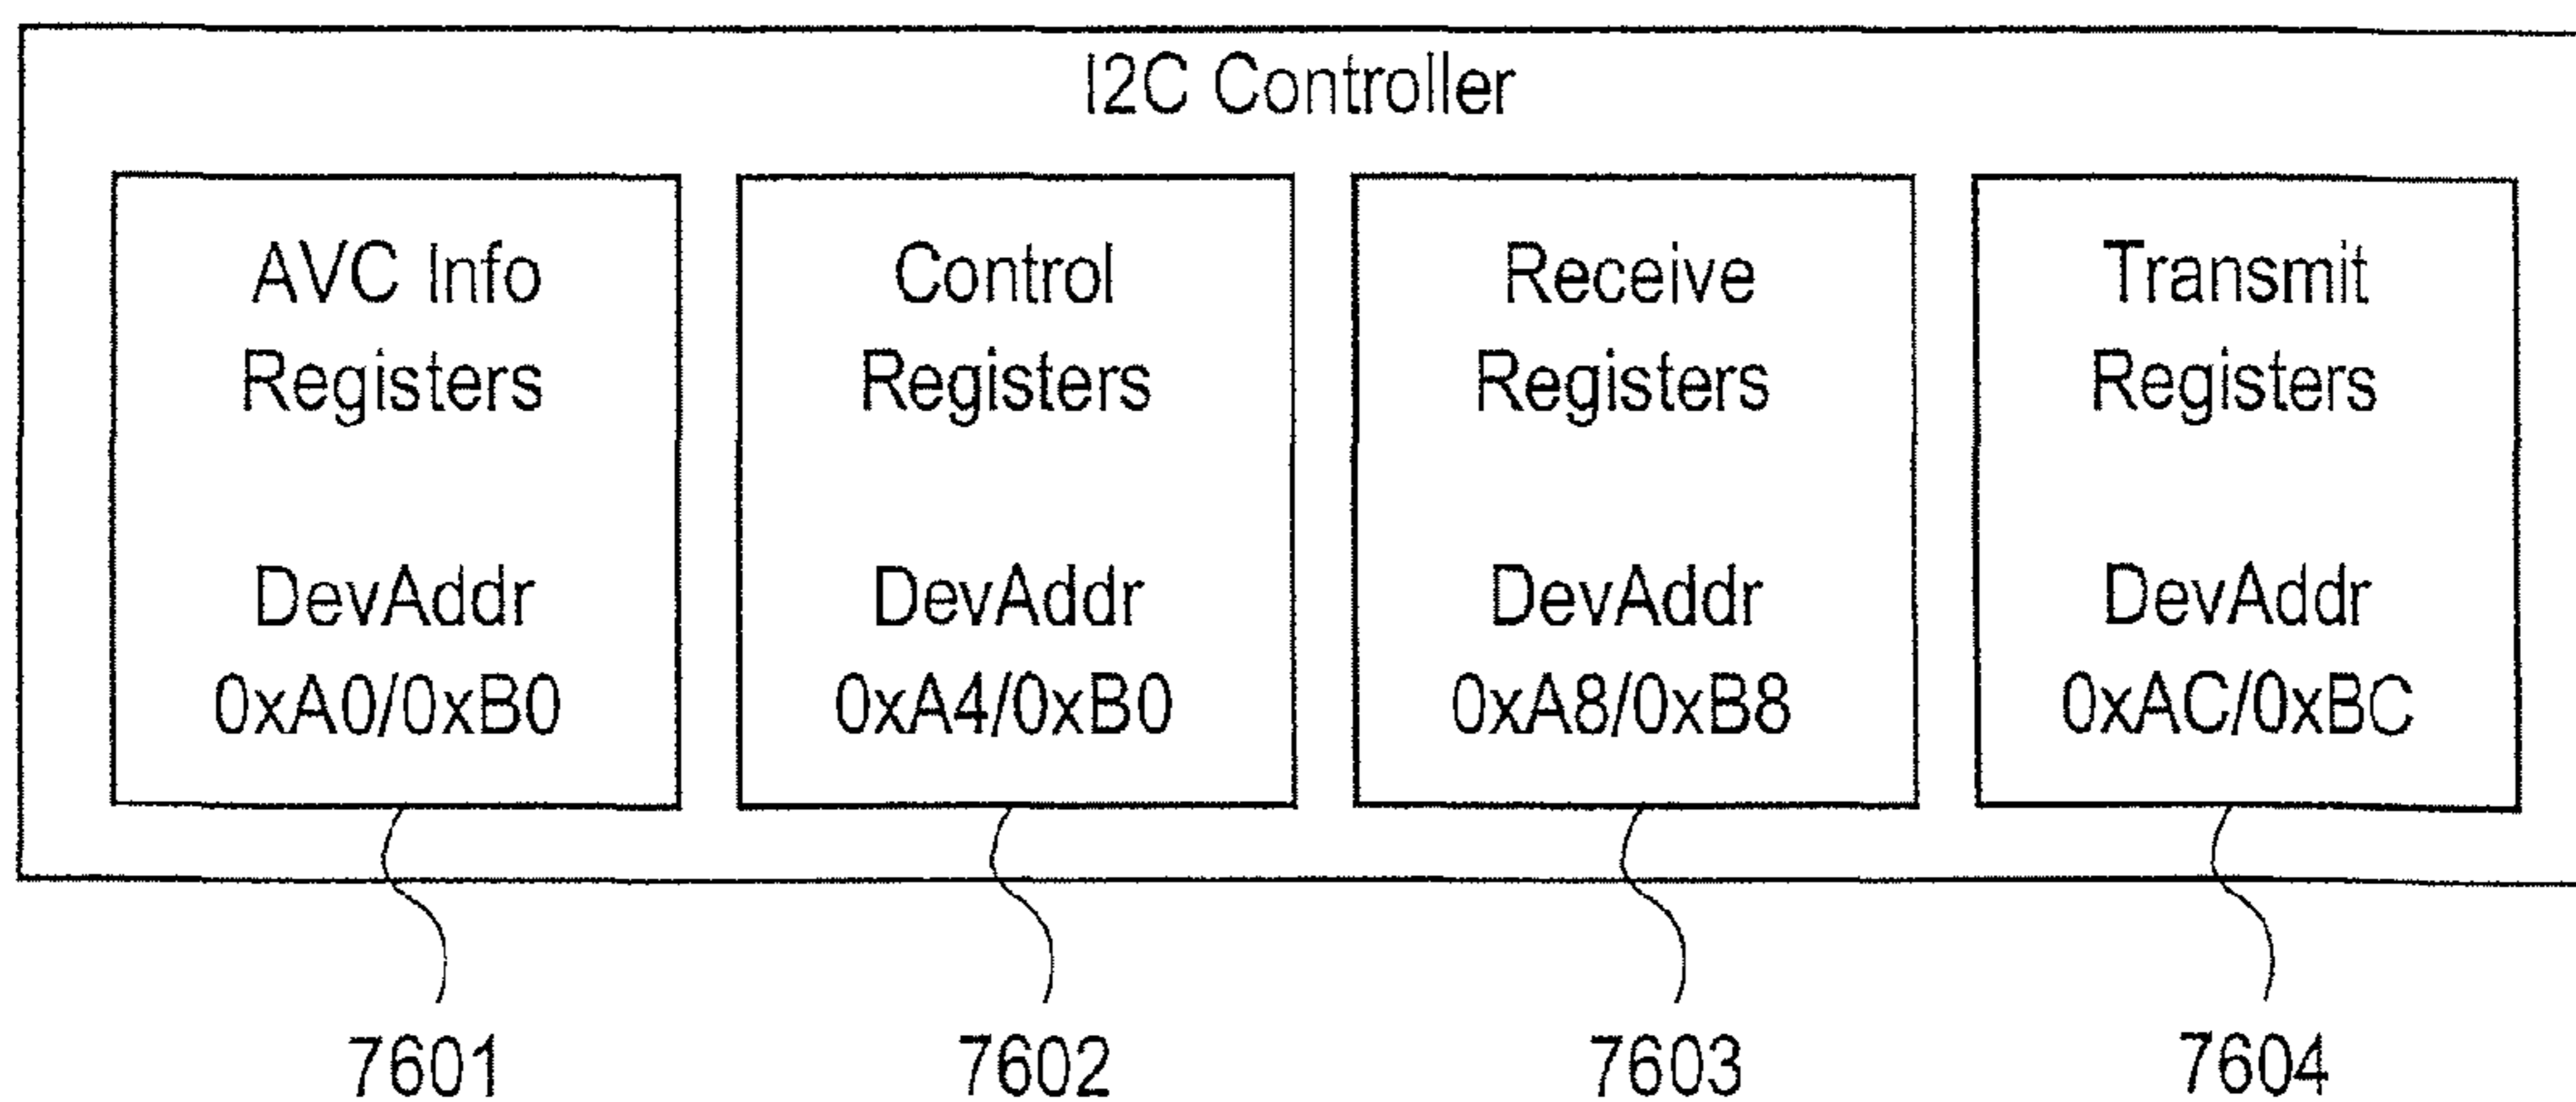 I2C Controller
AVC Info
Registers
DevAddr
0xA0/0xB0
Control
Registers
DevAddr
0xA4/0xB0
Receive
Registers
DevAddr
0xA8/0xB8
Transmit
Registers
DevAddr
0xAC/0xBC
7601
7602
7603
7604